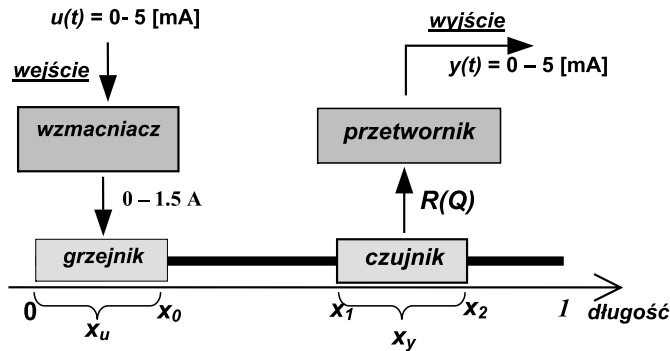 u(t) = 0- 5 [mA]
wejście
wyjście
y(t) = 0 – 5 [mA]
wzmacniacz
przetwornik
0 – 1.5 A
R(Q)
grzejnik
czujnik
0
x0
x1
x2
1
długość
xu
xy